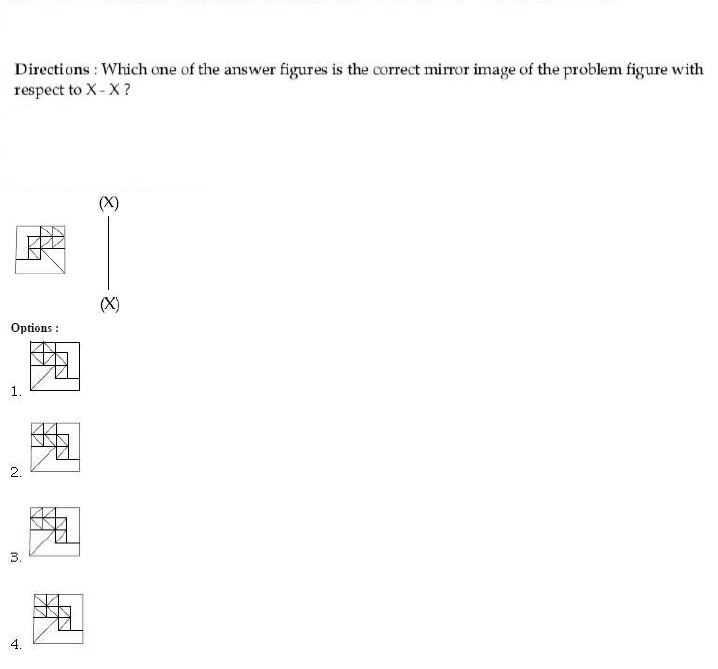 Directions : Which one of the answer figures is the correct mirror image of the problem figure with
respect to X - X ?
(X)
(X)
Options :
1.
2.
3.
4.